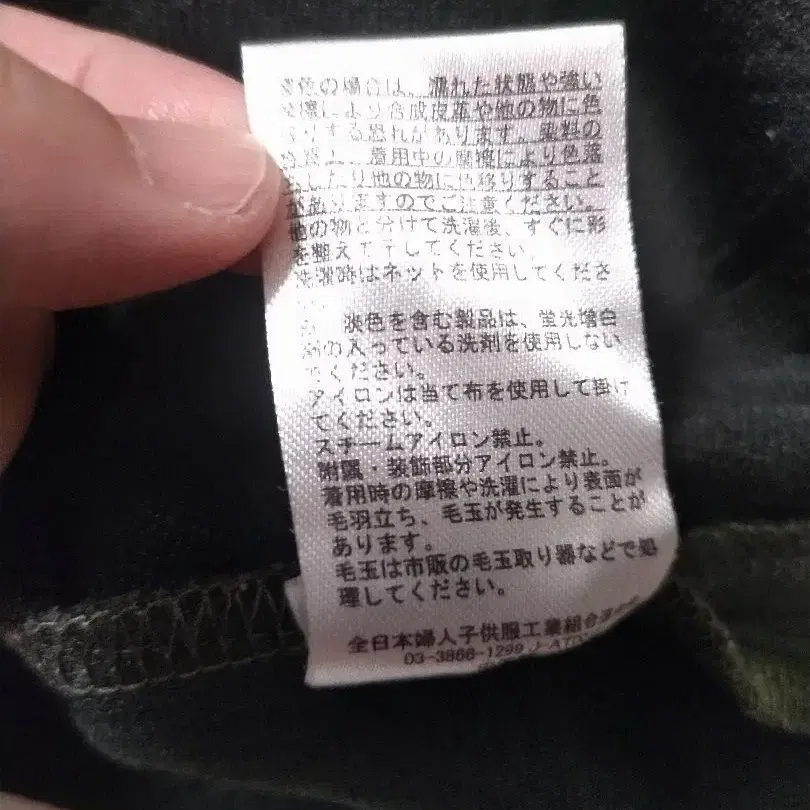 色の場合は、濡れた状態や強い
摩擦により合成皮革や他の物に色
移りする恐れがあります。染料の
性質上、着用中の摩擦により色落
したり他の物に色移りすること
がありますのでご注意ください。
他の物と分けて洗濯後、すぐに形
を整えて干してください。
洗濯時はネットを使用してくださ
淡色を含む製品は、蛍光増白
剤の入っている洗剤を使用しない
でください。
アイロンは当て布を使用して掛け
てください。
スチームアイロン禁止。
附属・装飾部分アイロン禁止。
着用時の摩擦や洗濯により表面が
毛羽立ち、毛玉が発生することが
あります。
毛玉は市販の毛玉取り器などで処
理してください。
全日本婦人子供服工業組合連
03-3866-1299 J-AT